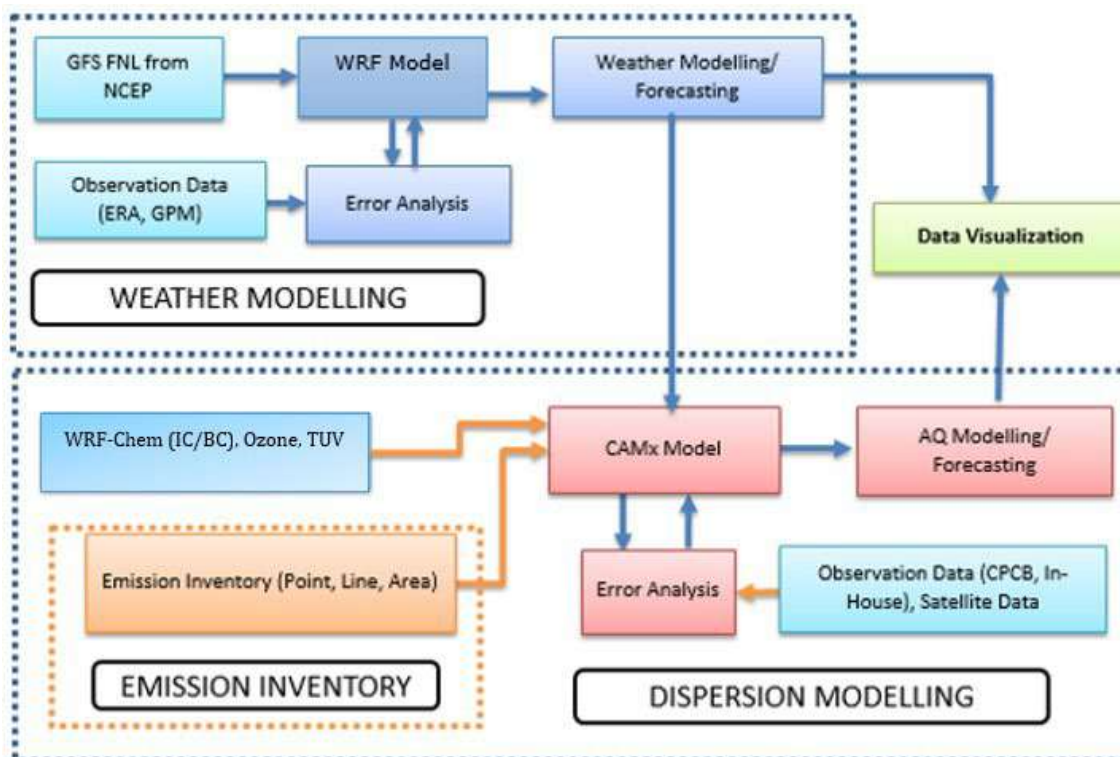 GFS FNL from
NCEP
WRF Model
Weather Modelling/
Forecasting
Observation Data
(ERA, GPM)
Error Analysis
Data Visualization
WEATHER MODELLING
WRF-Chem (IC/BC), Ozone, TUV
CAMx Model
AQ Modelling/
Forecasting
Emission Inventory (Point, Line, Area)
Error Analysis
Observation Data (CPCB, In-
House), Satellite Data
EMISSION INVENTORY
DISPERSION MODELLING